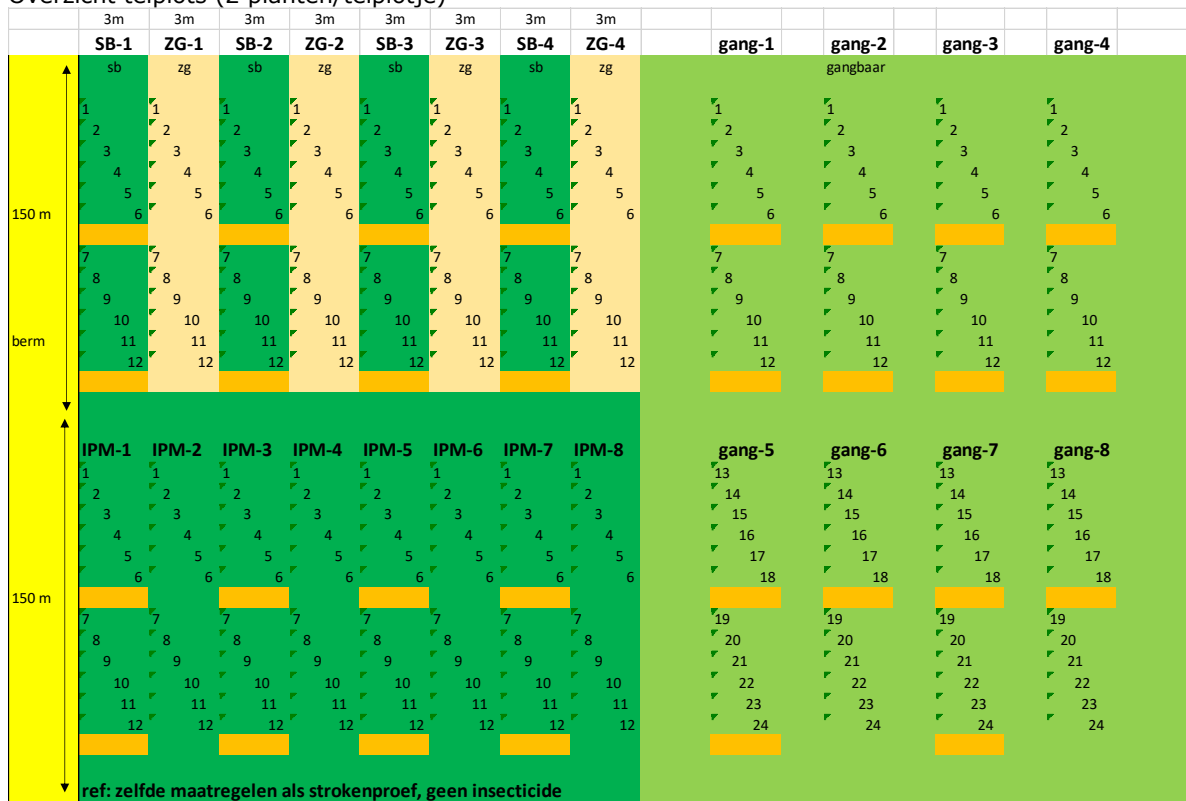 Overzicht telplots (2 planten/telplotje)
3m 3m 3m 3m 3m 3m 3m 3m
SB-1 ZG-1 SB-2 ZG-2 SB-3 ZG-3 SB-4 ZG-4 gang-1 gang-2 gang-3 gang-4
sb zg sb zg sb zg sb zg gangbaar
1 1 1 1 1 1 1 1 1 1 1 1
2 2 2 2 2 2 2 2 2 2 2 2
3 3 3 3 3 3 3 3 3 3 3 3
4 4 4 4 4 4 4 4 4 4 4 4
5 5 5 5 5 5 5 5 5 5 5 5
150 m 6 6 6 6 6 6 6 6 6 6 6 6
7 7 7 7 7 7 7 7 7 7 7 7
8 8 8 8 8 8 8 8 8 8 8 8
9 9 9 9 9 9 9 9 9 9 9 9
10 10 10 10 10 10 10 10 10 10 10 10
berm 11 11 11 11 11 11 11 11 11 11 11 11
12 12 12 12 12 12 12 12 12 12 12 12
IPM-1 IPM-2 IPM-3 IPM-4 IPM-5 IPM-6 IPM-7 IPM-8 gang-5 gang-6 gang-7 gang-8
1 1 1 1 1 1 1 1 13 13 13 13
2 2 2 2 2 2 2 2 14 14 14 14
3 3 3 3 3 3 3 3 15 15 15 15
4 4 4 4 4 4 4 4 16 16 16 16
5 5 5 5 5 5 5 5 17 17 17 17
6 6 6 6 6 6 6 6 18 18 18 18
150 m
7 7 7 7 7 7 7 7 19 19 19 19
8 8 8 8 8 8 8 8 20 20 20 20
9 9 9 9 9 9 9 9 21 21 21 21
10 10 10 10 10 10 10 10 22 22 22 22
11 11 11 11 11 11 11 11 23 23 23 23
12 12 12 12 12 12 12 12 24 24 24 24
ref: zelfde maatregelen als strokenproef, geen insecticide